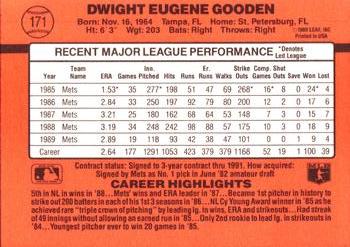 171
DWIGHT EUGENE GOODEN
Born: Nov. 16, 1964 Tampa, FL Home: St. Petersburg, FL
Ht: 6' 3" Wgt: 203 Bats: Right Throws: Right
©1989 LEAF, INC.
Printed in USA
RECENT MAJOR LEAGUE PERFORMANCE *Denotes Led League
Year Team Name ERA Games Inn. Pitched Hits Er. Runs Walks Strike Outs Comp. Games Shut Outs Save Won Lost
1985 Mets 1.53* 35 277* 198 51 69 268* 16* 8 0 24* 4
1986 Mets 2.84 33 250 197 79 80 200 12 2 0 17 6
1987 Mets 3.21 25 180 162 64 53 148 7 3 0 15 7
1988 Mets 3.19 34 248 242 88 57 175 10 3 0 18 9
1989 Mets 2.89 19 118 93 38 47 101 0 0 1 9 4
Career 2.64 177 1291 1053 1168 52 1 100 39
Contract status: Signed to 3-year contract thru 1991. How acquired:
Signed by Mets as No. 1 pick in June '82 amateur draft
CAREER HIGHLIGHTS
5th in NL in wins in '88... Mets' wins and ERA leader in '87... Became 1st pitcher in history to
strike out 200 batters in each of his 1st 3 seasons in '86... NL Cy Young Award winner in '85 as he
achieved rare "triple crown of pitching" by leading lg. in wins, ERA and strikeouts... Had streak
of 49 innings without allowing an earned run in '85... Only 2nd rookie to lead lg. in strikeouts in
'84... Youngest pitcher ever to win 20 games in '85.